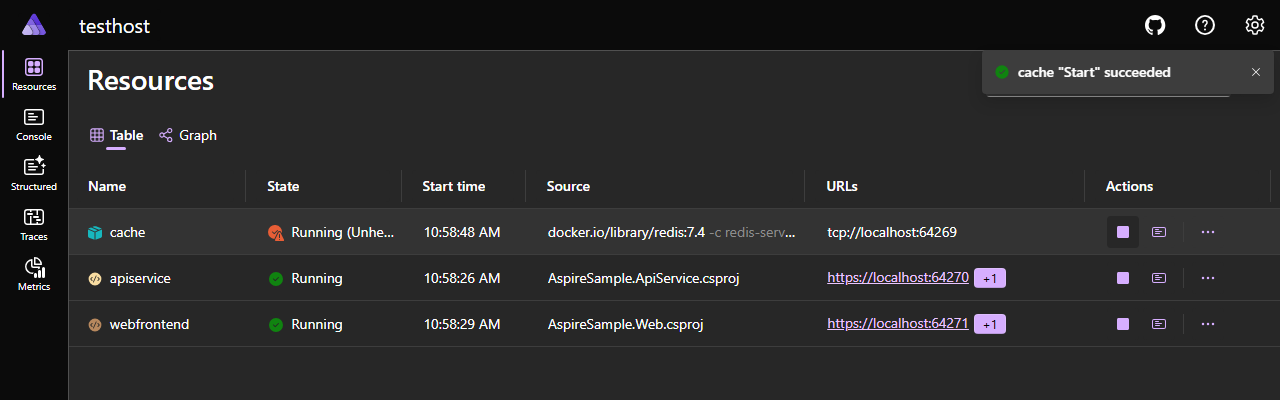 testhost
cache "Start" succeeded
Resources
Resources
Console
Structured
Traces
Metrics
Table Graph
Name State Start time Source URLs Actions
cache Running (Unhe... 10:58:48 AM docker.io/library/redis:7.4 -c redis-serv... tcp://localhost:64269
apiservice Running 10:58:26 AM AspireSample.ApiService.csproj https://localhost:64270 +1
webfrontend Running 10:58:29 AM AspireSample.Web.csproj https://localhost:64271 +1